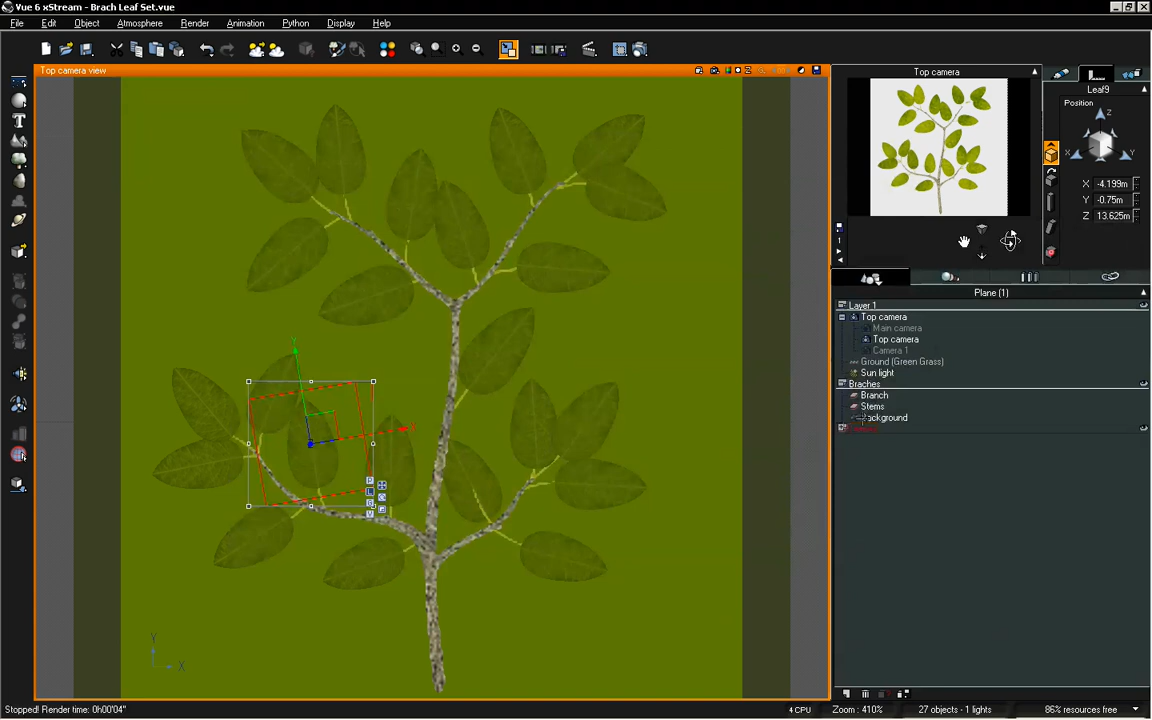 Vue 6 xStream - Brach Leaf Set.vue
File Edit Object Atmosphere Render Animation Python Display Help
Top camera view
Top camera
Leaf9
Position
Z
X Y
X -4.199m
Y -0.75m
Z 13.625m
Plane (1)
Layer 1
Top camera
Main camera
Top camera
Camera 1
Ground (Green Grass)
Sun light
Braches
Branch
Stems
Background
Y
X
Y
X
Stopped! Render time: 0h00'04"
4 CPU
Zoom : 410%
27 objects - 1 lights
86% resources free